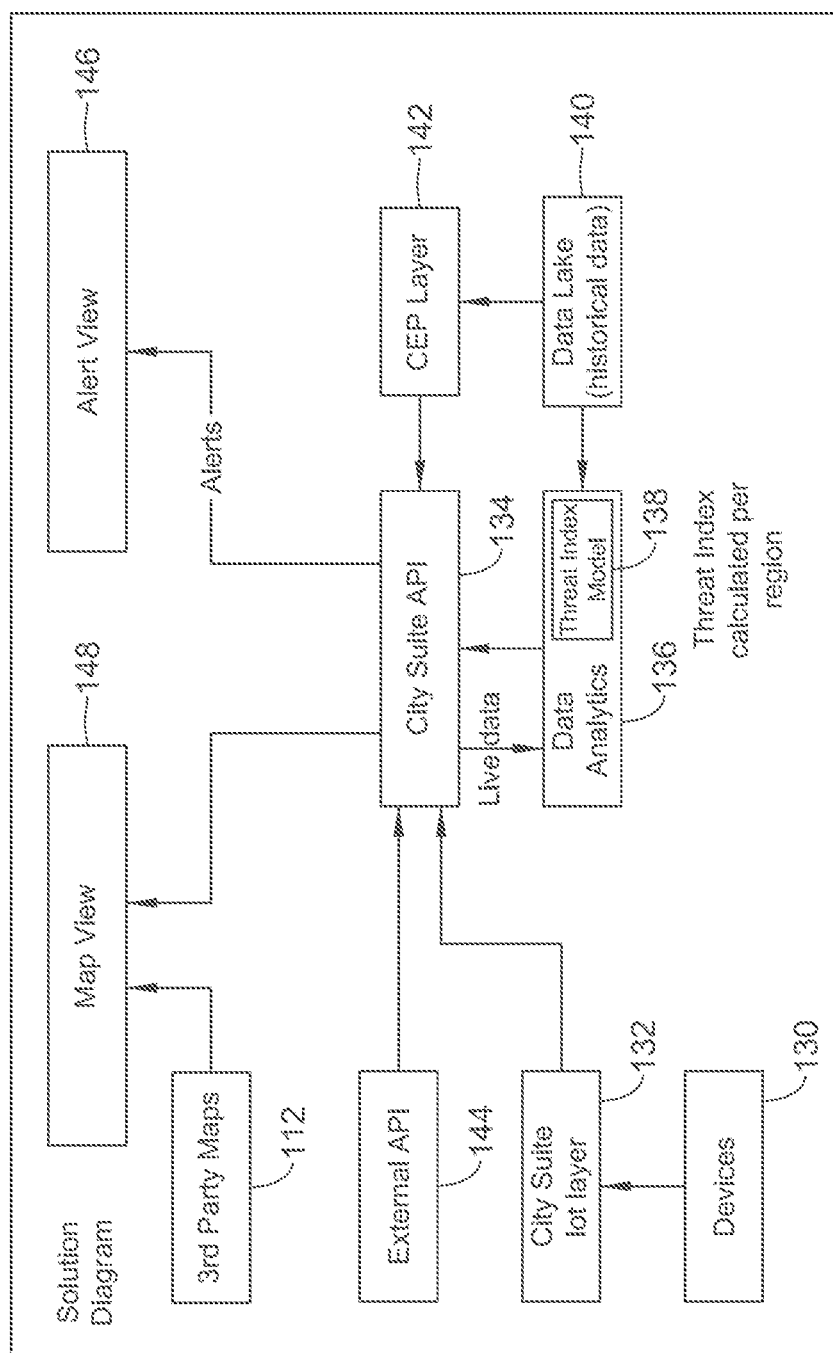 Solution
Diagram
Map View
148
Alert View
146
3rd Party Maps
112
Alerts
External API
144
City Suite API
134
CEP Layer
142
Live data
City Suite
Iot layer
132
Data
Analytics
136
Threat Index
Model
138
Data Lake
(historical data)
140
Devices
130
Threat Index
calculated per
region